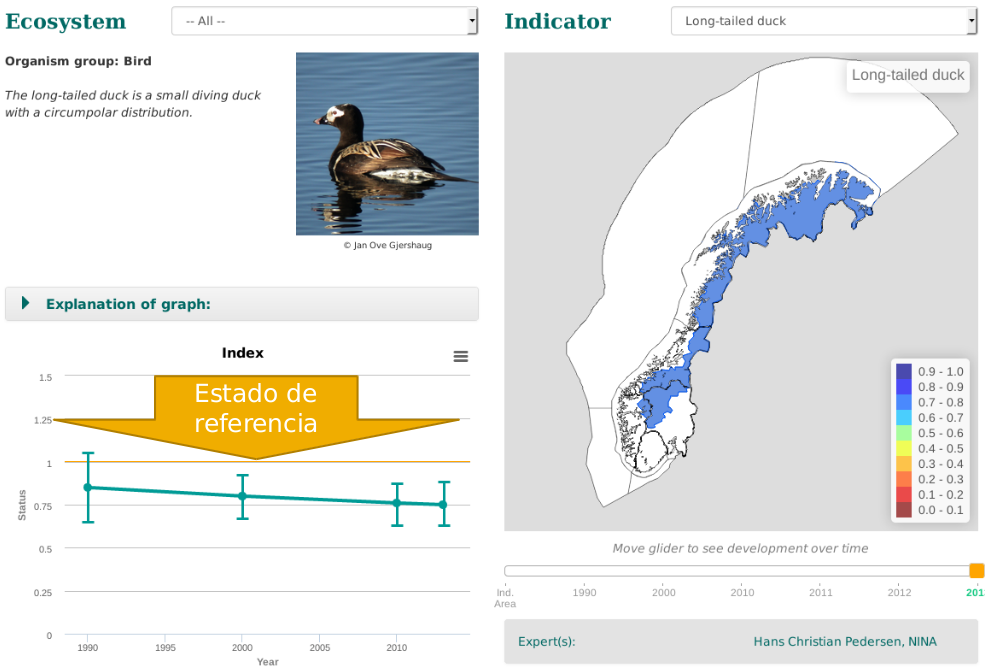 Ecosystem
-- All --
Indicator
Long-tailed duck
Organism group: Bird
The long-tailed duck is a small diving duck
with a circumpolar distribution.
© Jan Ove Gjershaug
Long-tailed duck
Explanation of graph:
Index
Estado de
referencia
1.5
1.25
1
0.75
0.5
0.25
0
Status
1990
1995
2000
2005
2010
Year
0.9 - 1.0
0.8 - 0.9
0.7 - 0.8
0.6 - 0.7
0.5 - 0.6
0.4 - 0.5
0.3 - 0.4
0.2 - 0.3
0.1 - 0.2
0.0 - 0.1
Move glider to see development over time
Ind.
Area
1990
2000
2010
2011
2012
201
Expert(s):
Hans Christian Pedersen, NINA